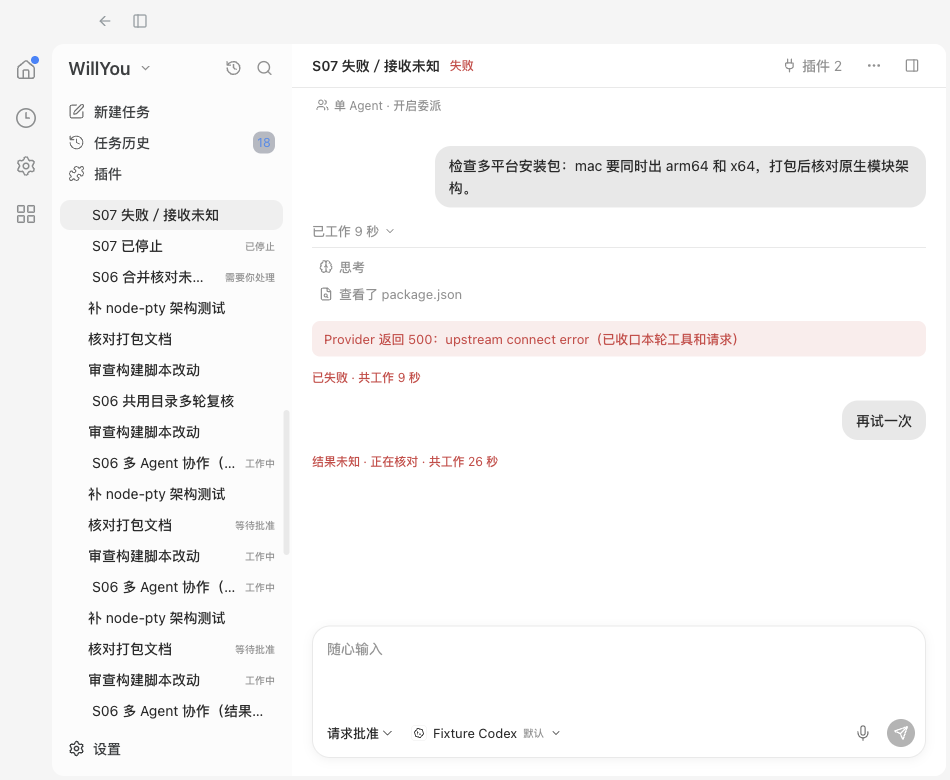 WillYou
新建任务
任务历史 18
插件
S07 失败 / 接收未知
S07 已停止 已停止
S06 合并核对未... 需要你处理
补 node-pty 架构测试
核对打包文档
审查构建脚本改动
S06 共用目录多轮复核
审查构建脚本改动
S06 多 Agent 协作（... 工作中
补 node-pty 架构测试
核对打包文档 等待批准
审查构建脚本改动 工作中
S06 多 Agent 协作（... 工作中
补 node-pty 架构测试
核对打包文档 等待批准
审查构建脚本改动 工作中
S06 多 Agent 协作（结果...
设置
S07 失败 / 接收未知 失败 插件 2
单 Agent · 开启委派
检查多平台安装包：mac 要同时出 arm64 和 x64，打包后核对原生模块架
构。
已工作 9 秒
思考
查看了 package.json
Provider 返回 500：upstream connect error（已收口本轮工具和请求）
已失败 · 共工作 9 秒
再试一次
结果未知 · 正在核对 · 共工作 26 秒
随心输入
请求批准 Fixture Codex 默认